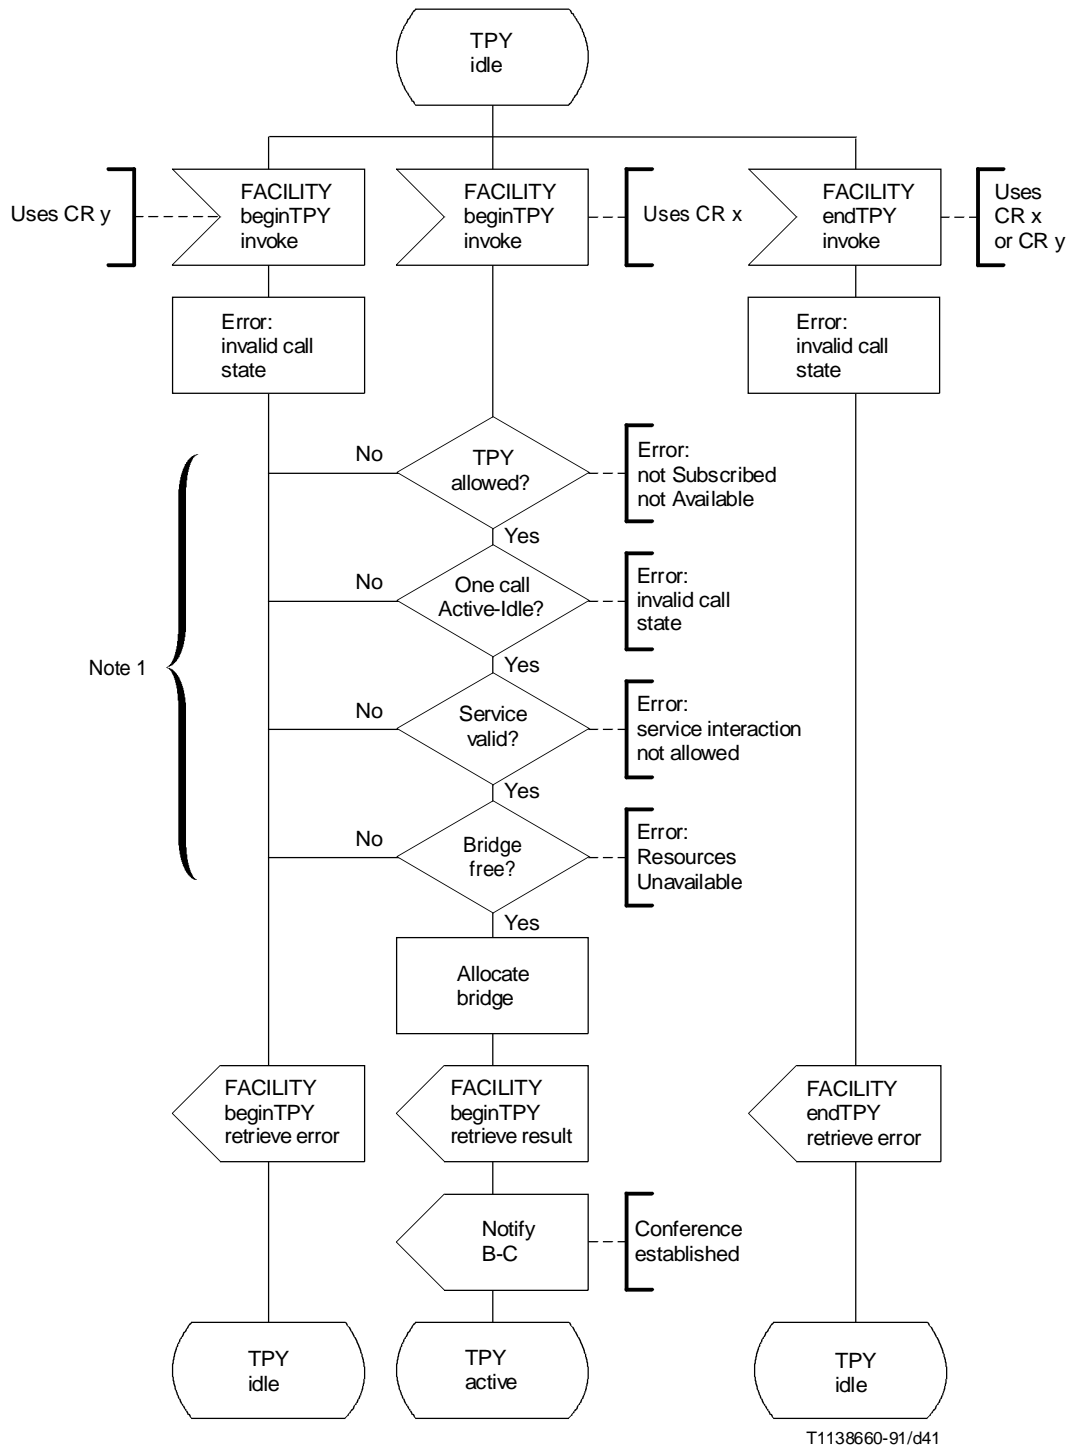 TPY
idle
Uses CR y
FACILITY
beginTPY
invoke
FACILITY
beginTPY
invoke
Uses CR x
FACILITY
endTPY
invoke
Uses
CR x
or CR y
Error:
invalid call
state
Error:
invalid call
state
No
TPY
allowed?
Error:
not Subscribed
not Available
Yes
No
One call
Active-Idle?
Error:
invalid call
state
Note 1
Yes
No
Service
valid?
Error:
service interaction
not allowed
Yes
No
Bridge
free?
Error:
Resources
Unavailable
Yes
Allocate
bridge
FACILITY
beginTPY
retrieve error
FACILITY
beginTPY
retrieve result
FACILITY
endTPY
retrieve error
Notify
B-C
Conference
established
TPY
idle
TPY
active
TPY
idle
T1138660-91/d41